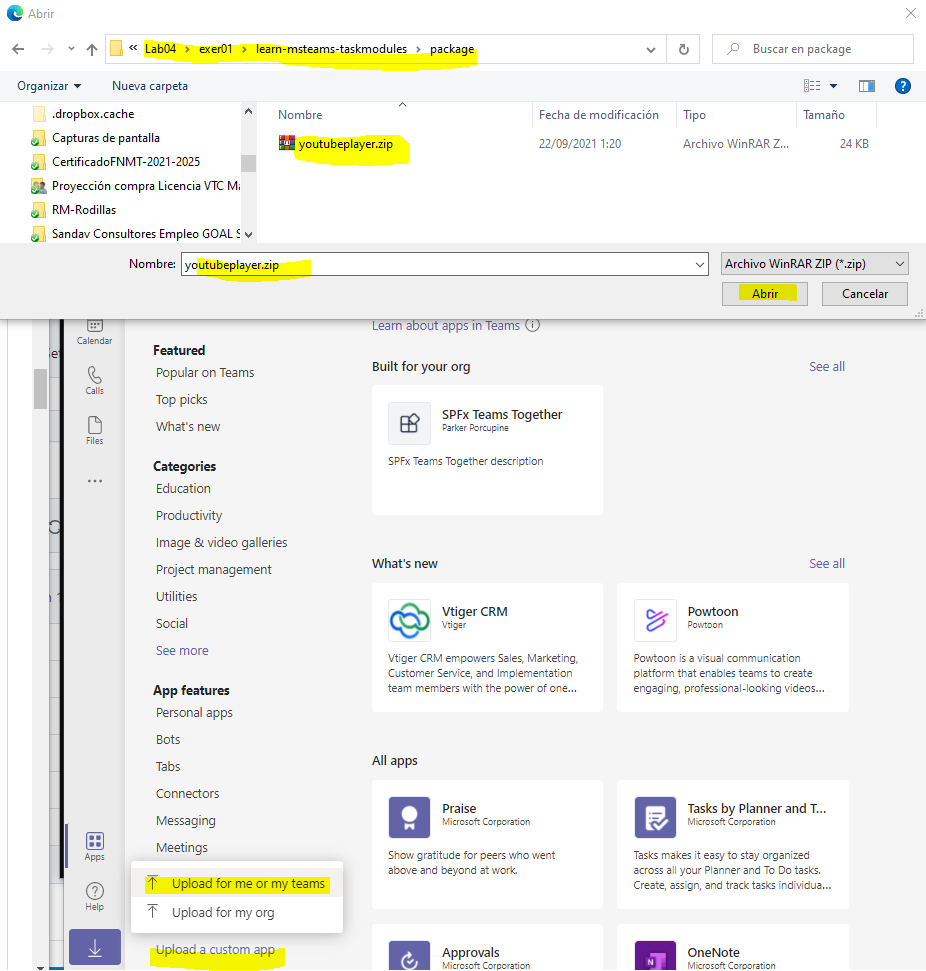 Abrir
« Lab04 › exer01 › learn-msteams-taskmodules › package
Buscar en package
Organizar
Nueva carpeta
.dropbox.cache
Capturas de pantalla
CertificadoFNMT-2021-2025
Proyección compra Licencia VTC Ma
RM-Rodillas
Sandav Consultores Empleo GOAL S
Nombre
Fecha de modificación
Tipo
Tamaño
youtubeplayer.zip
22/09/2021 1:20
Archivo WinRAR Z...
24 KB
Nombre:
youtubeplayer.zip
Archivo WinRAR ZIP (*.zip)
Abrir
Cancelar
Calendar
Calls
Files
...
Apps
Help
Featured
Popular on Teams
Top picks
What's new
Categories
Education
Productivity
Image & video galleries
Project management
Utilities
Social
See more
App features
Personal apps
Bots
Tabs
Connectors
Messaging
Meetings
Upload for me or my teams
Upload for my org
Upload a custom app
Learn about apps in Teams
Built for your org
See all
SPFx Teams Together
Parker Porcupine
SPFx Teams Together description
What's new
See all
Vtiger CRM
Vtiger
Vtiger CRM empowers Sales, Marketing,
Customer Service, and Implementation
team members with the power of one...
Powtoon
Powtoon
Powtoon is a visual communication
platform that enables teams to create
engaging, professional-looking videos...
All apps
Praise
Microsoft Corporation
Show gratitude for peers who went
above and beyond at work.
Tasks by Planner and T...
Microsoft Corporation
Tasks makes it easy to stay organized
across all your Planner and To Do tasks.
Create, assign, and track tasks individua...
Approvals
Microsoft Corporation
OneNote
Microsoft Corporation